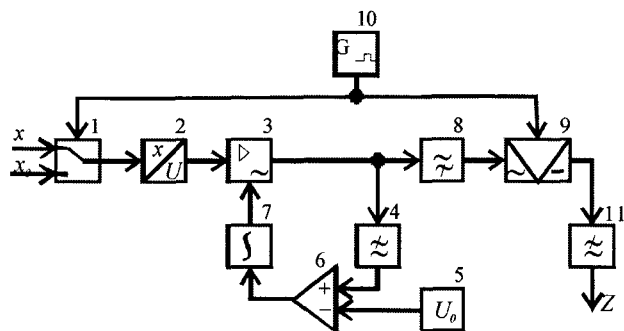 10
G
x 1 2 3 8 9
x₀ x U ~ ~ –
7 4 11
∫
6 5
+
– U₀ Z